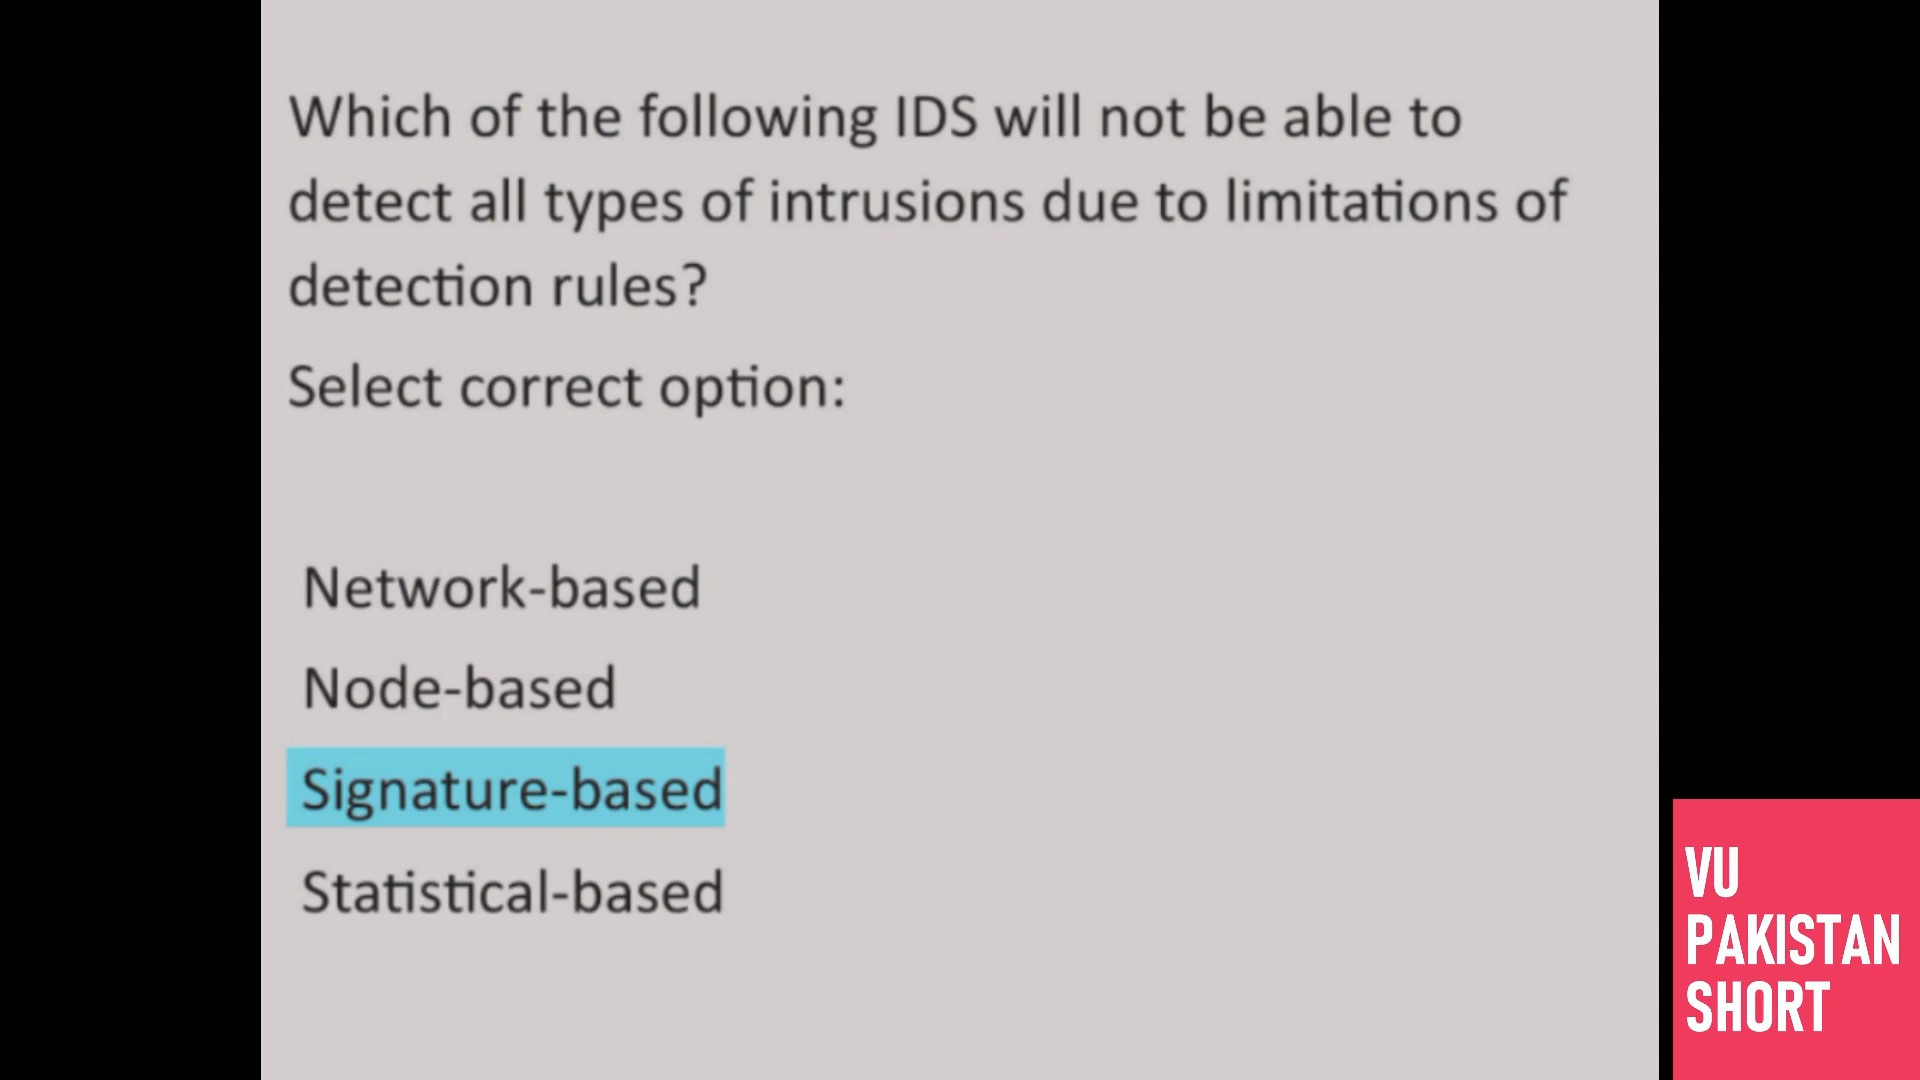 Which of the following IDS will not be able to
detect all types of intrusions due to limitations of
detection rules?
Select correct option:
Network-based
Node-based
Signature-based
Statistical-based
VU
PAKISTAN
SHORT